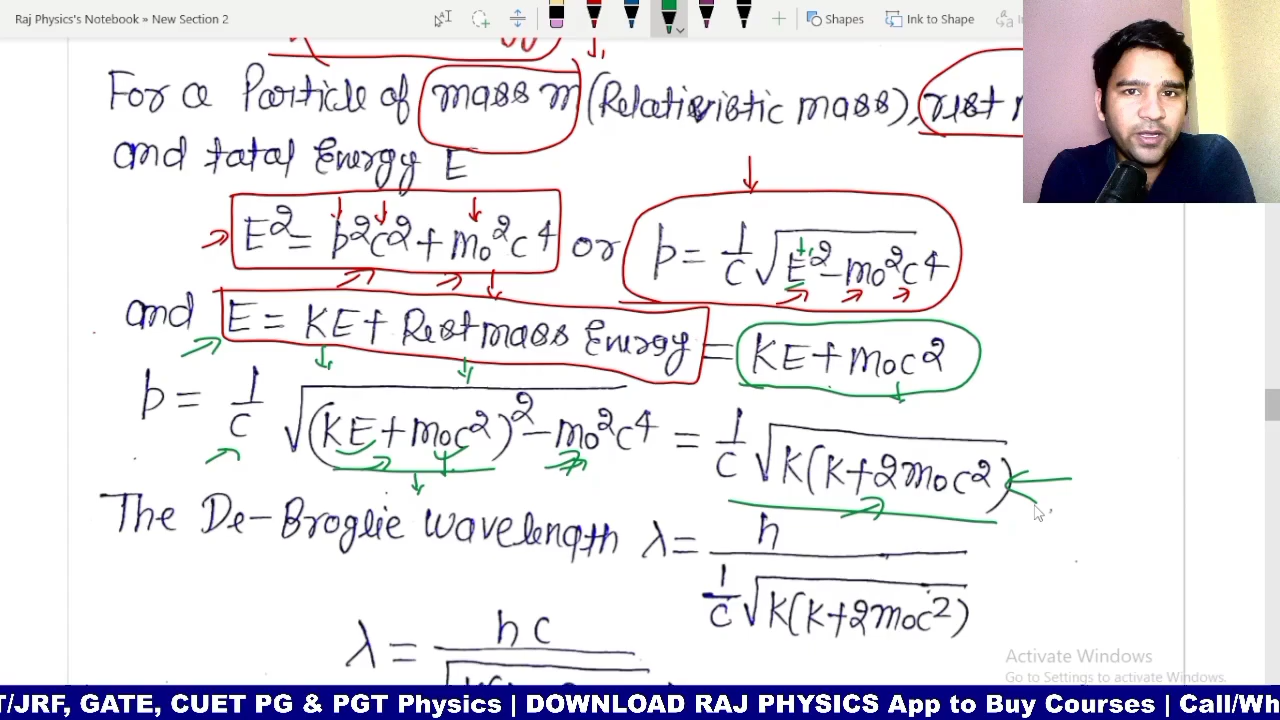 Raj Physics's Notebook » New Section 2
Shapes
Ink to Shape
For a Particle of mass m (Relativistic mass), rest
and tatal Energy E
E² = p²c² + m₀²c⁴ or p = 1/c √E² - m₀²c⁴
and E = KE + Rest mass Energy = KE + m₀c²
p = 1/c √(KE + m₀c²)² - m₀²c⁴ = 1/c √K(K+2m₀c²)
The De-Broglie wavelength λ = h / 1/c √K(K+2m₀c²)
λ = hc
Activate Windows
Go to Settings to activate Windows.
T/JRF, GATE, CUET PG & PGT Physics | DOWNLOAD RAJ PHYSICS App to Buy Courses | Call/Wh